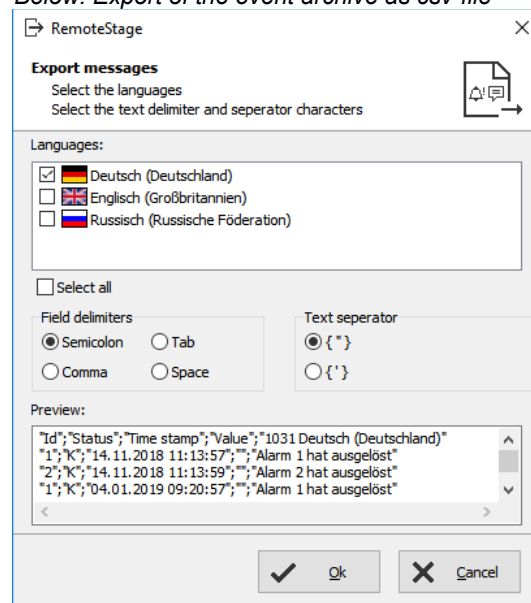 Below: Export of the event archive as csv file
RemoteStage
Export messages
Select the languages
Select the text delimiter and seperator characters
Languages:
Deutsch (Deutschland)
Englisch (Großbritannien)
Russisch (Russische Föderation)
Select all
Field delimiters
Text seperator
Semicolon
Tab
{"}
Comma
Space
{'}
Preview:
"Id";"Status";"Time stamp";"Value";"1031 Deutsch (Deutschland)"
"1";"K";"14.11.2018 11:13:57";"";"Alarm 1 hat ausgelöst"
"2";"K";"14.11.2018 11:13:59";"";"Alarm 2 hat ausgelöst"
"1";"K";"04.01.2019 09:20:57";"";"Alarm 1 hat ausgelöst"
Ok
Cancel